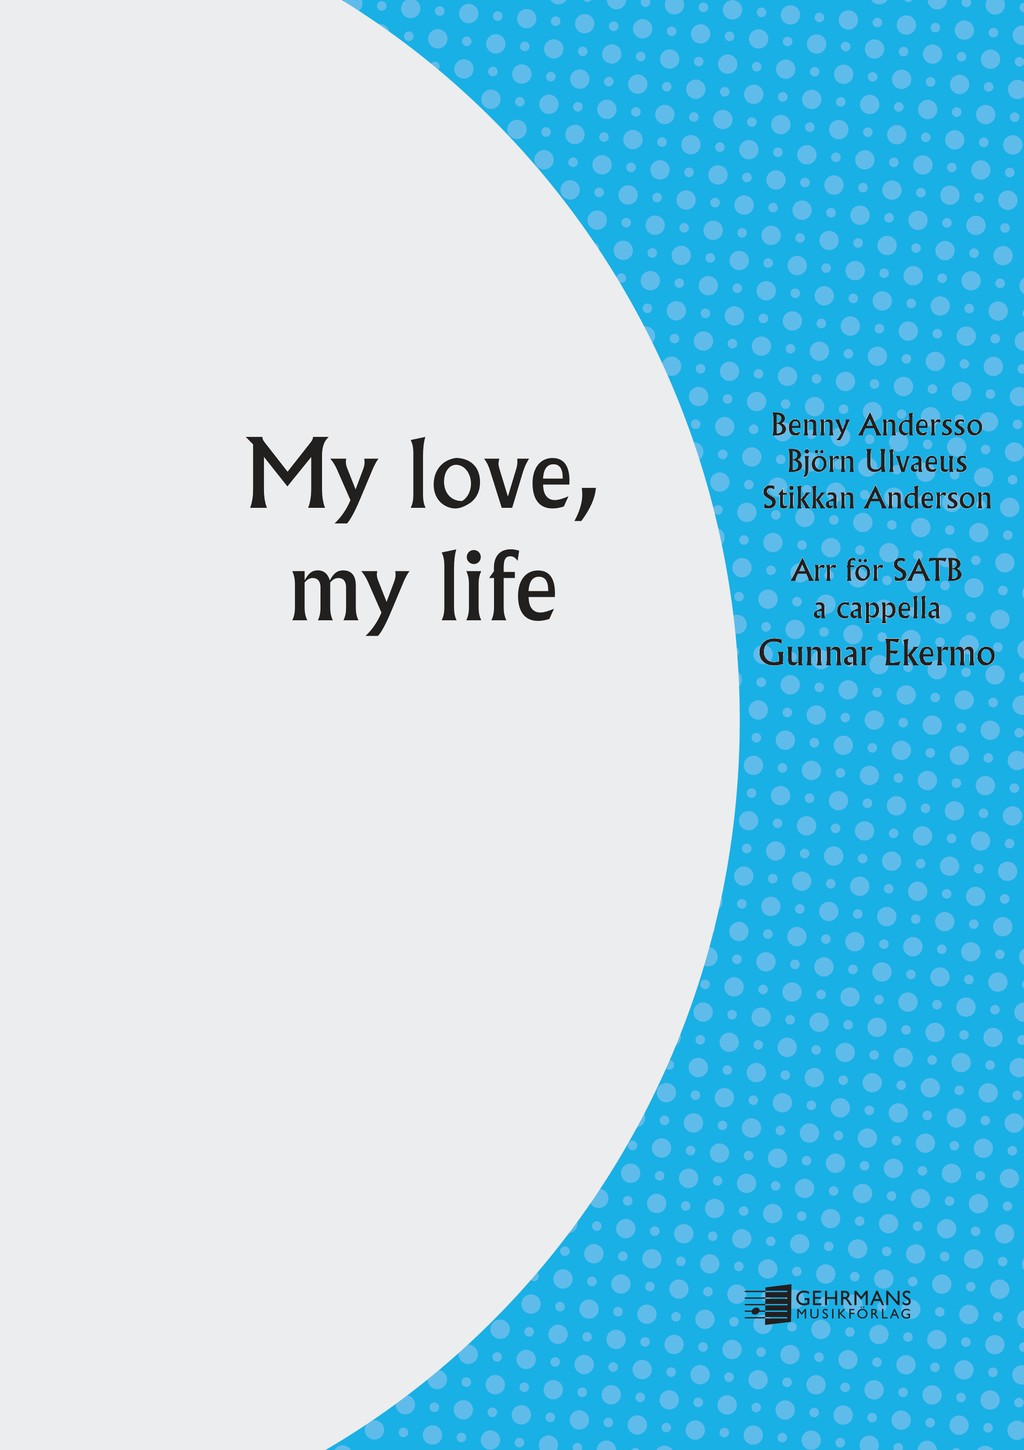 My love,
my life
Benny Andersso
Björn Ulvaeus
Stikkan Anderson
Arr för SATB
a cappella
Gunnar Ekermo
GEHRMANS
MUSIKFÖRLAG